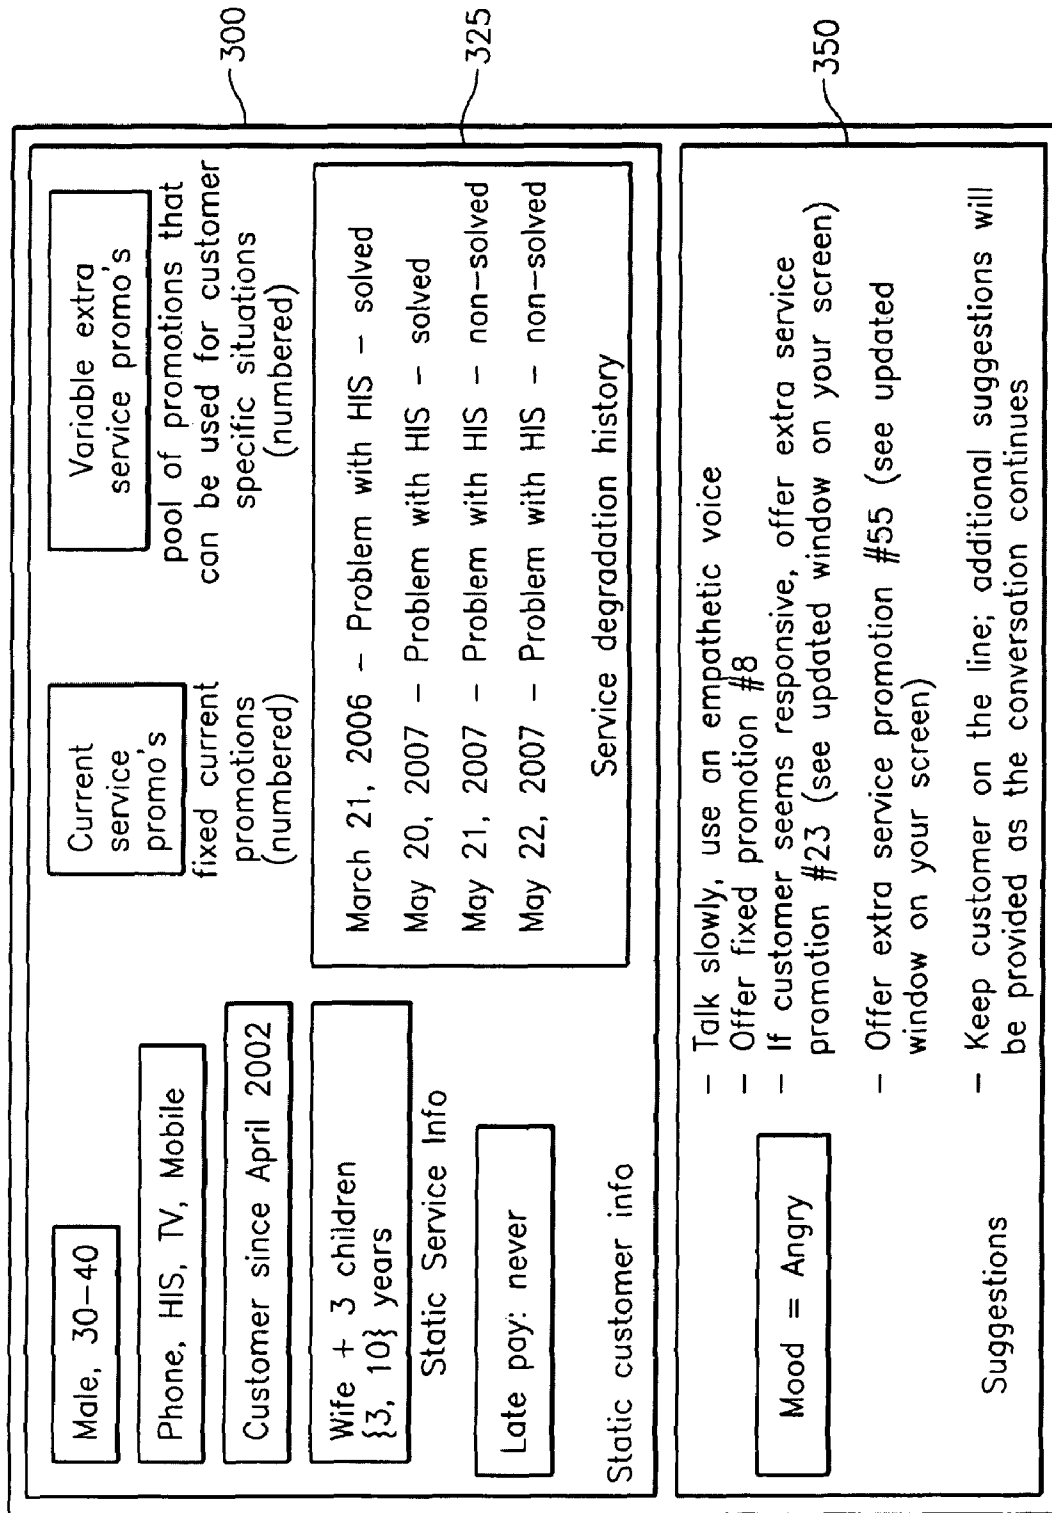 Male, 30-40
Phone, HIS, TV, Mobile
Customer since April 2002
Wife + 3 children
{3, 10} years
Static Service Info
Late pay: never
Static customer info
Current
service
promo's
fixed current
promotions
(numbered)
Variable extra
service promo's
pool of promotions that
can be used for customer
specific situations
(numbered)
March 21, 2006 – Problem with HIS – solved
May 20, 2007 – Problem with HIS – solved
May 21, 2007 – Problem with HIS – non-solved
May 22, 2007 – Problem with HIS – non-solved
Service degradation history
300
325
Mood = Angry
Suggestions
– Talk slowly, use an empathetic voice
– Offer fixed promotion #8
– If customer seems responsive, offer extra service
promotion #23 (see updated window on your screen)
– Offer extra service promotion #55 (see updated
window on your screen)
– Keep customer on the line; additional suggestions will
be provided as the conversation continues
350